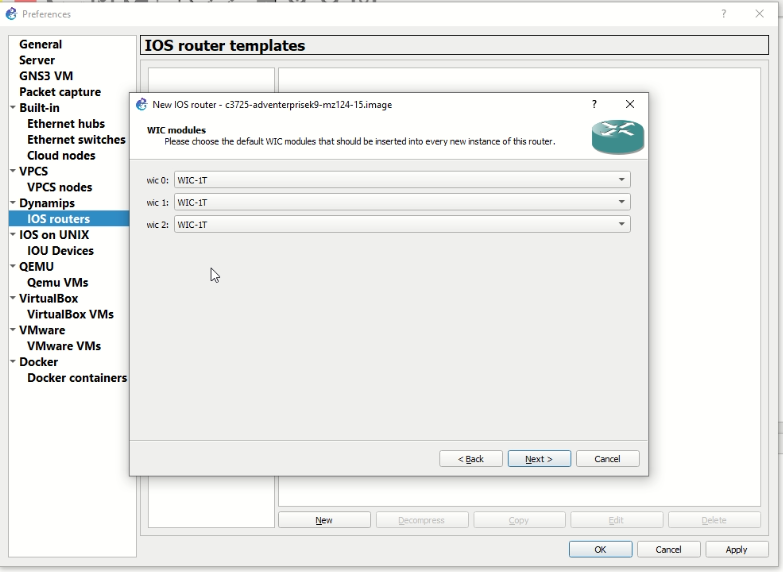 Preferences
General
Server
GNS3 VM
Packet capture
Built-in
Ethernet hubs
Ethernet switches
Cloud nodes
VPCS
VPCS nodes
Dynamips
IOS routers
IOS on UNIX
IOU Devices
QEMU
Qemu VMs
VirtualBox
VirtualBox VMs
VMware
VMware VMs
Docker
Docker containers
IOS router templates
New IOS router - c3725-adventerprisek9-mz124-15.image
WIC modules
Please choose the default WIC modules that should be inserted into every new instance of this router.
wic 0: WIC-1T
wic 1: WIC-1T
wic 2: WIC-1T
< Back Next > Cancel
New Decompress Copy Edit Delete
OK Cancel Apply